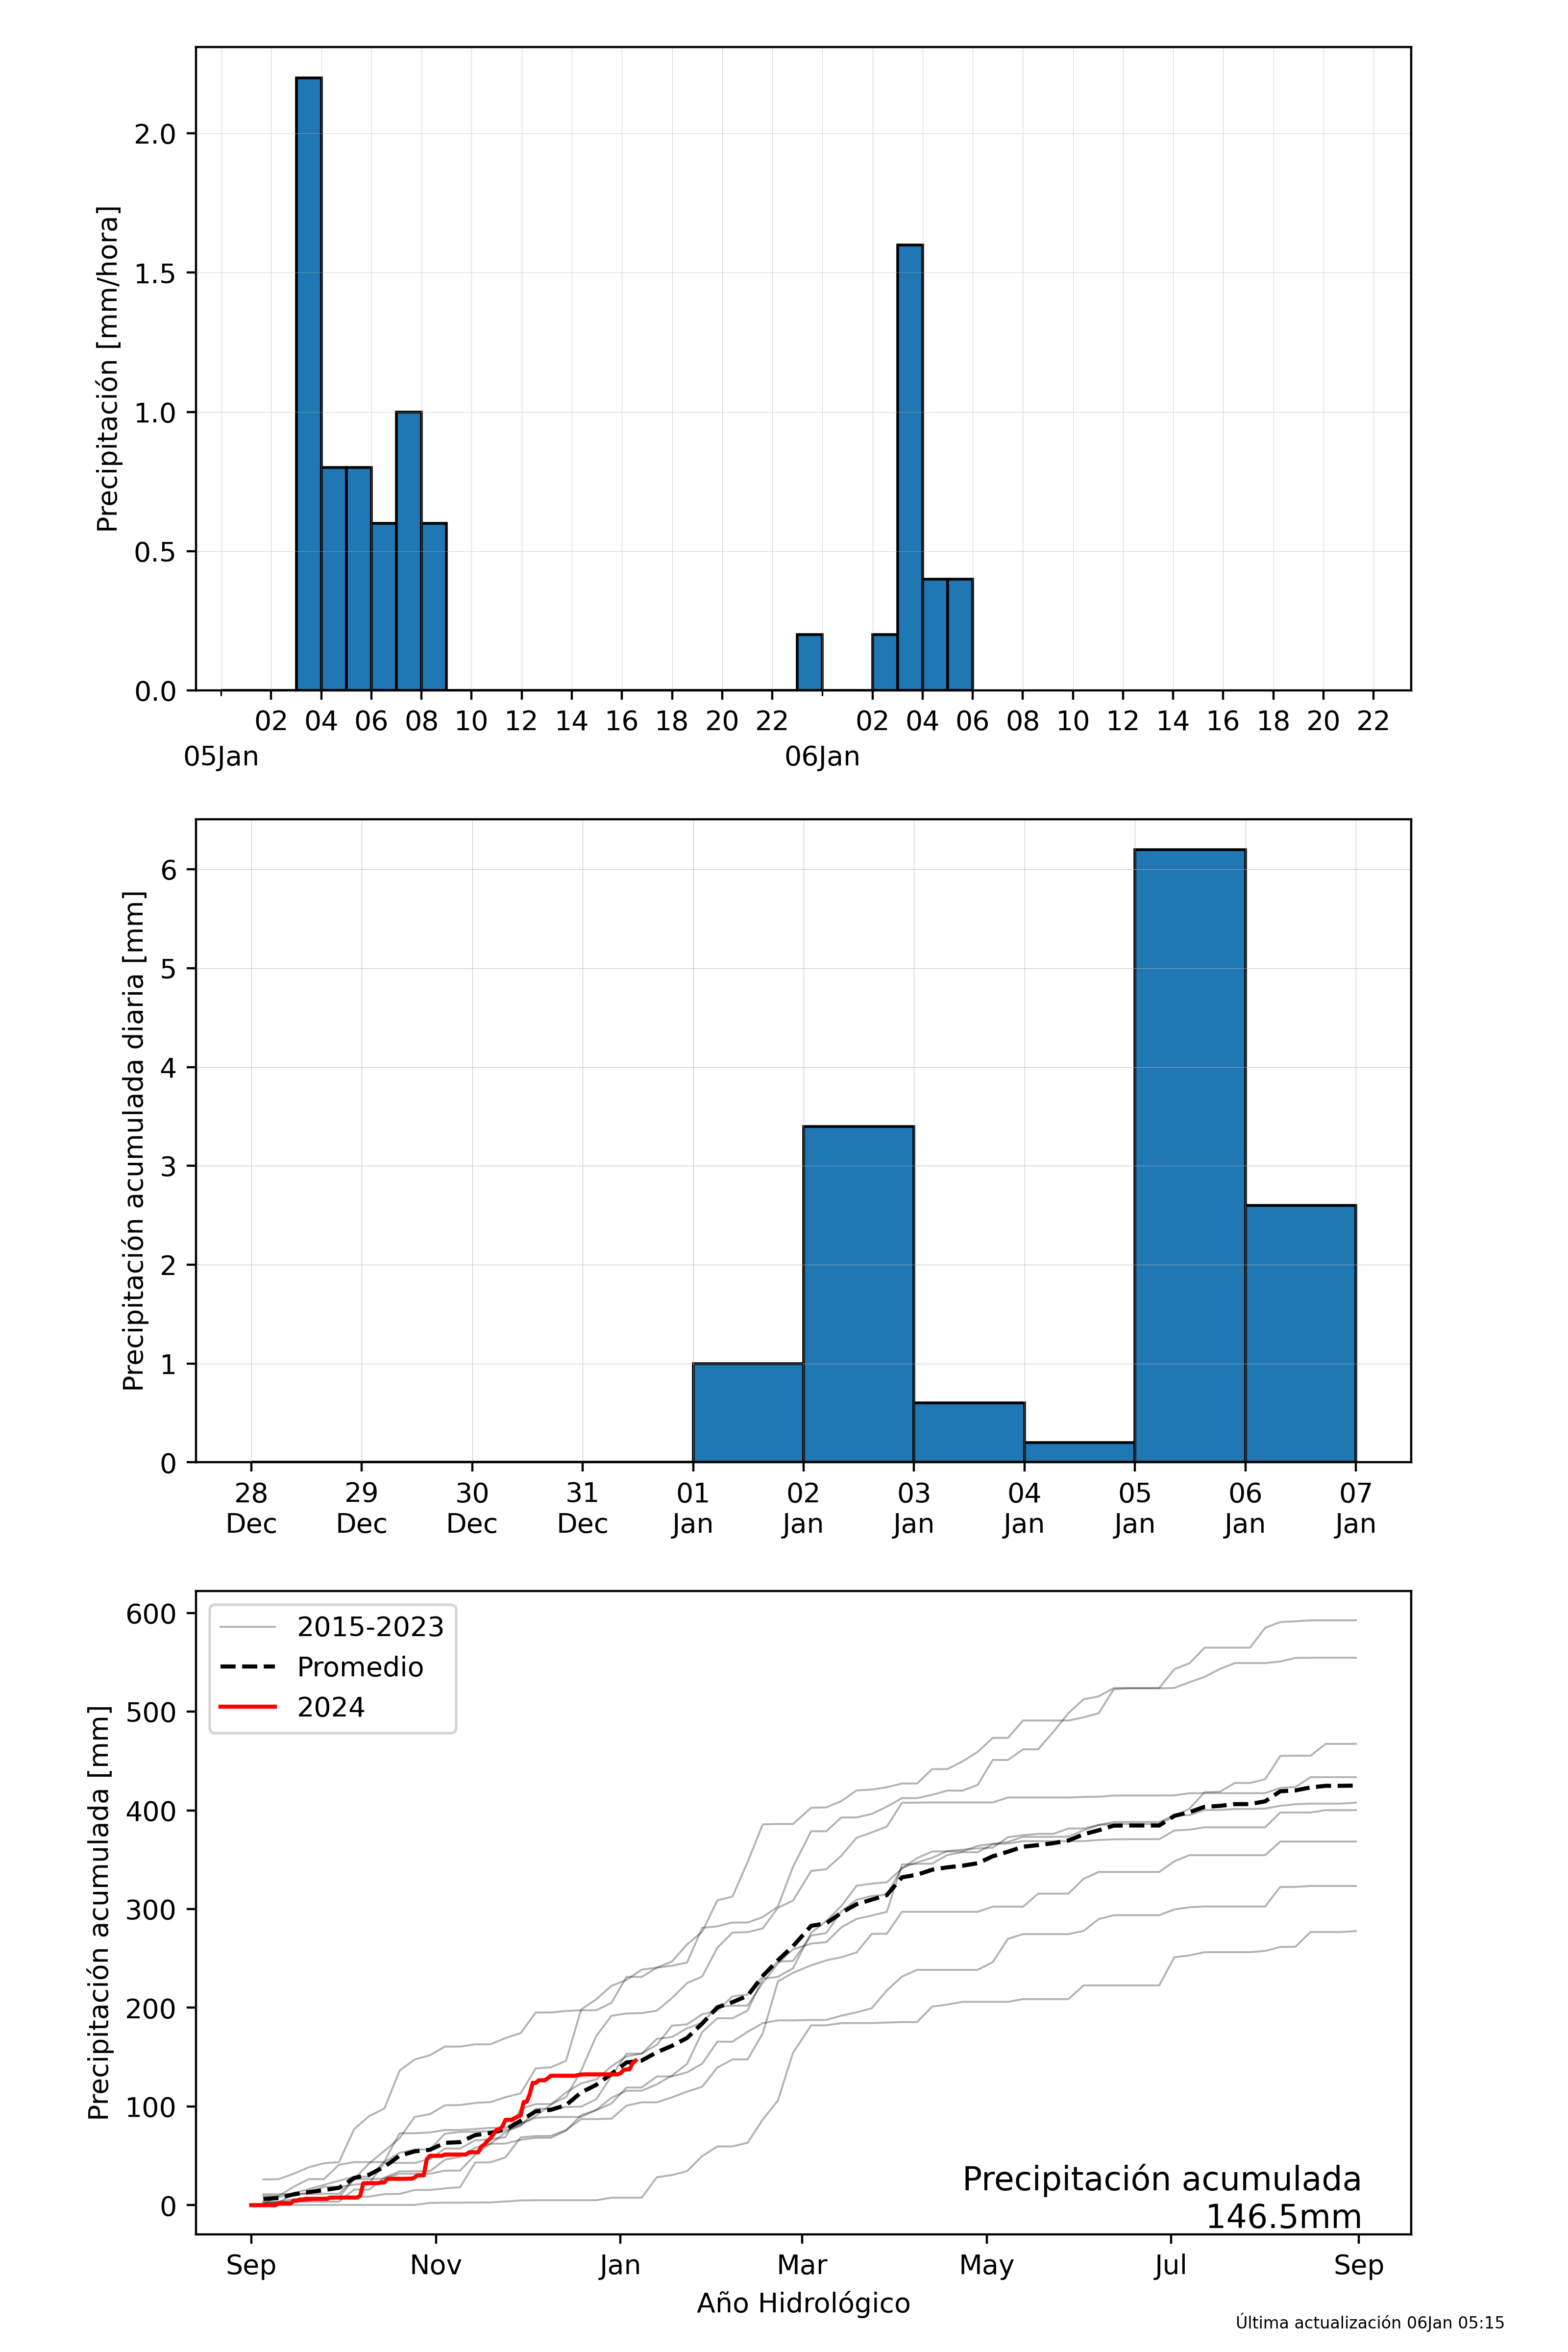 Precipitación [mm/hora]
2.0
1.5
1.0
0.5
0.0
02 04 06 08 10 12 14 16 18 20 22 02 04 06 08 10 12 14 16 18 20 22
05Jan 06Jan
Precipitación acumulada diaria [mm]
6
5
4
3
2
1
0
28 29 30 31 01 02 03 04 05 06 07
Dec Dec Dec Dec Jan Jan Jan Jan Jan Jan Jan
Precipitación acumulada [mm]
600
500
400
300
200
100
0
2015-2023
Promedio
2024
Precipitación acumulada
146.5mm
Sep Nov Jan Mar May Jul Sep
Año Hidrológico
Última actualización 06Jan 05:15